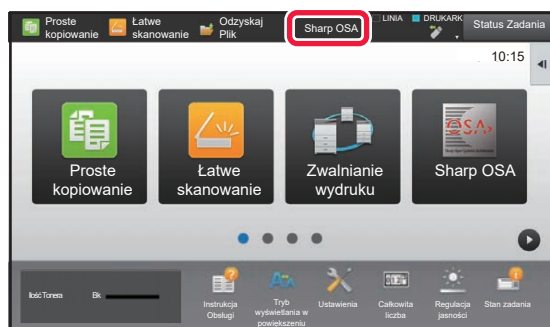 Proste
kopiowanie
Łatwe
skanowanie
Odzyskaj
Plik
Sharp OSA
LINIA
DRUKARK
Status Zadania
10:15
Proste
kopiowanie
Łatwe
skanowanie
Zwalnianie
wydruku
Sharp OSA
Ilość Tonera
Bk
Instrukcja
Obsługi
Tryb
wyświetlania w
powiększeniu
Ustawienia
Całkowita
liczba
Regulacja
jasności
Stan zadania